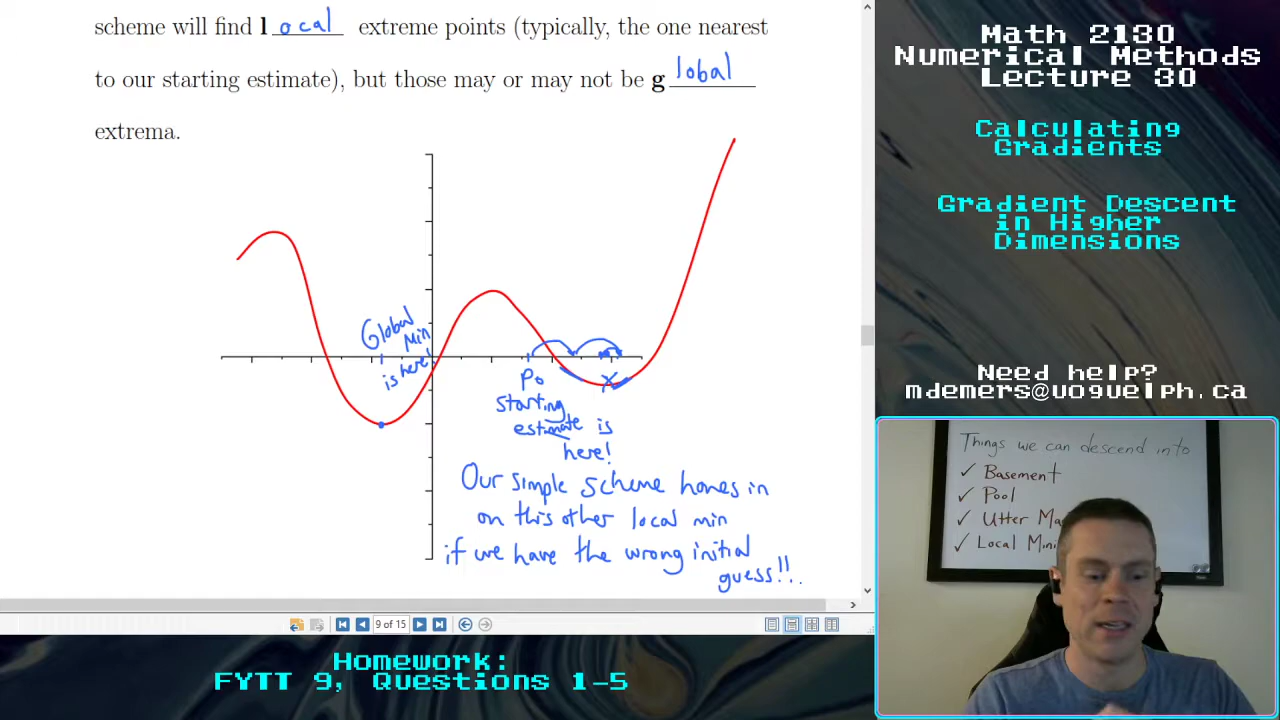 scheme will find local extreme points (typically, the one nearest
to our starting estimate), but those may or may not be global
extrema.
Global
Min
is here!
P0
x
starting
estimate is
here!
Our simple scheme homes in
on this other local min
if we have the wrong initial
guess!!..
9 of 15
Math 2130
Numerical Methods
Lecture 30
Calculating
Gradients
Gradient Descent
in Higher
Dimensions
Need help?
mdemers@uoguelph.ca
Things we can descend into
✓ Basement
✓ Pool
✓ Utter Ma
✓ Local Mini
Homework:
FYTT 9, Questions 1-5